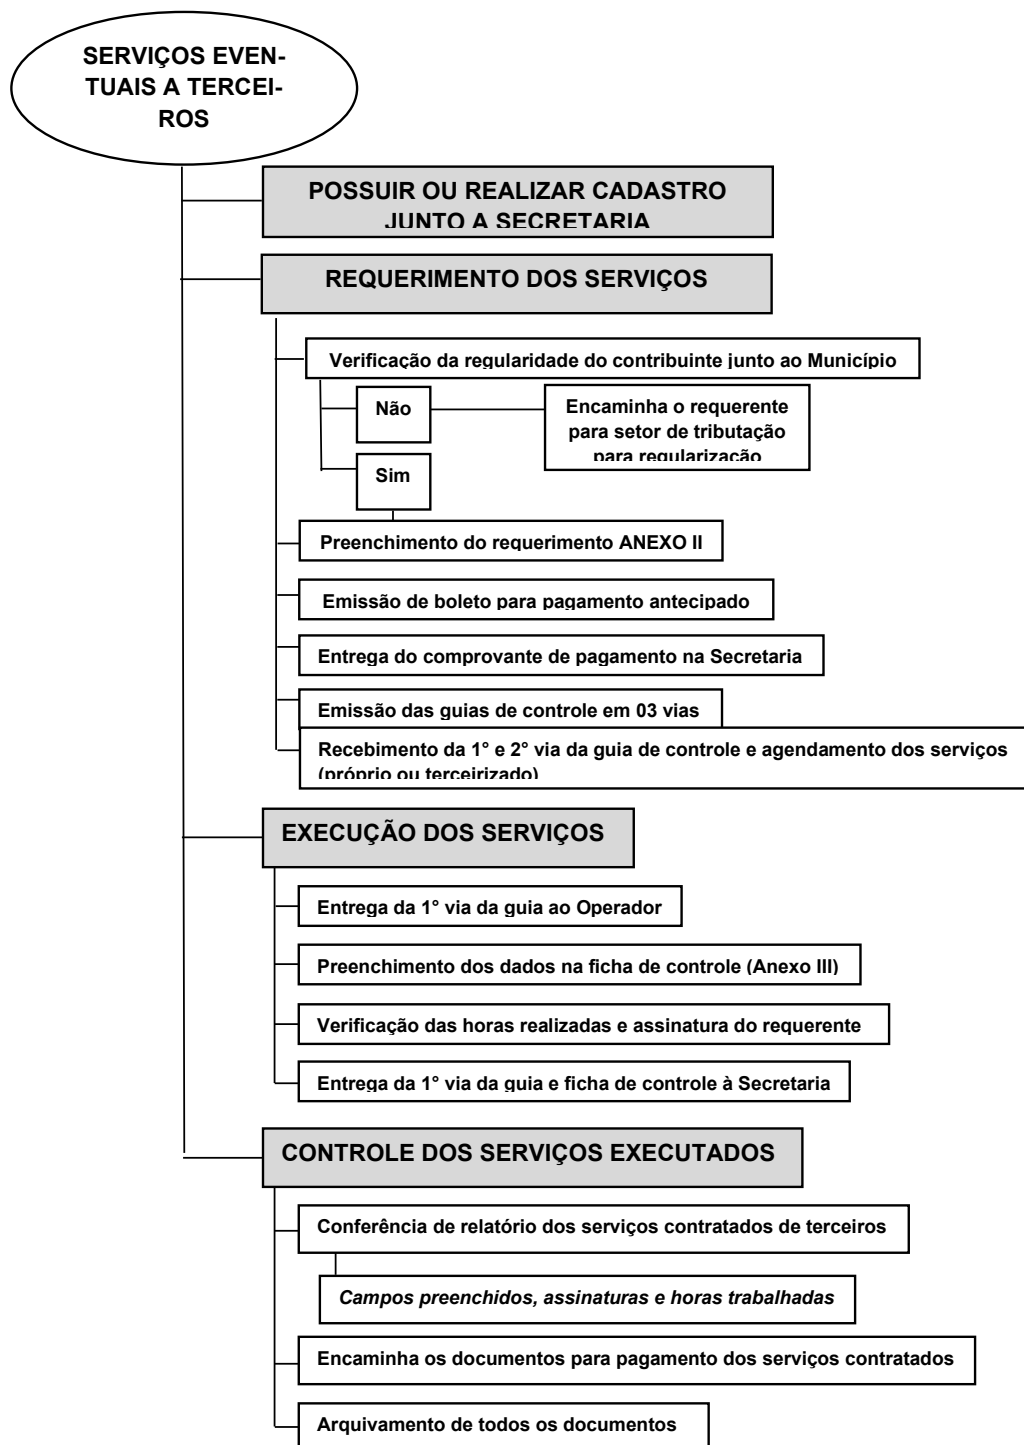 SERVIÇOS EVEN-
TUAIS A TERCEI-
ROS
POSSUIR OU REALIZAR CADASTRO
JUNTO A SECRETARIA
REQUERIMENTO DOS SERVIÇOS
Verificação da regularidade do contribuinte junto ao Município
Não
Encaminha o requerente
para setor de tributação
para regularização
Sim
Preenchimento do requerimento ANEXO II
Emissão de boleto para pagamento antecipado
Entrega do comprovante de pagamento na Secretaria
Emissão das guias de controle em 03 vias
Recebimento da 1° e 2° via da guia de controle e agendamento dos serviços
(próprio ou terceirizado)
EXECUÇÃO DOS SERVIÇOS
Entrega da 1° via da guia ao Operador
Preenchimento dos dados na ficha de controle (Anexo III)
Verificação das horas realizadas e assinatura do requerente
Entrega da 1° via da guia e ficha de controle à Secretaria
CONTROLE DOS SERVIÇOS EXECUTADOS
Conferência de relatório dos serviços contratados de terceiros
Campos preenchidos, assinaturas e horas trabalhadas
Encaminha os documentos para pagamento dos serviços contratados
Arquivamento de todos os documentos